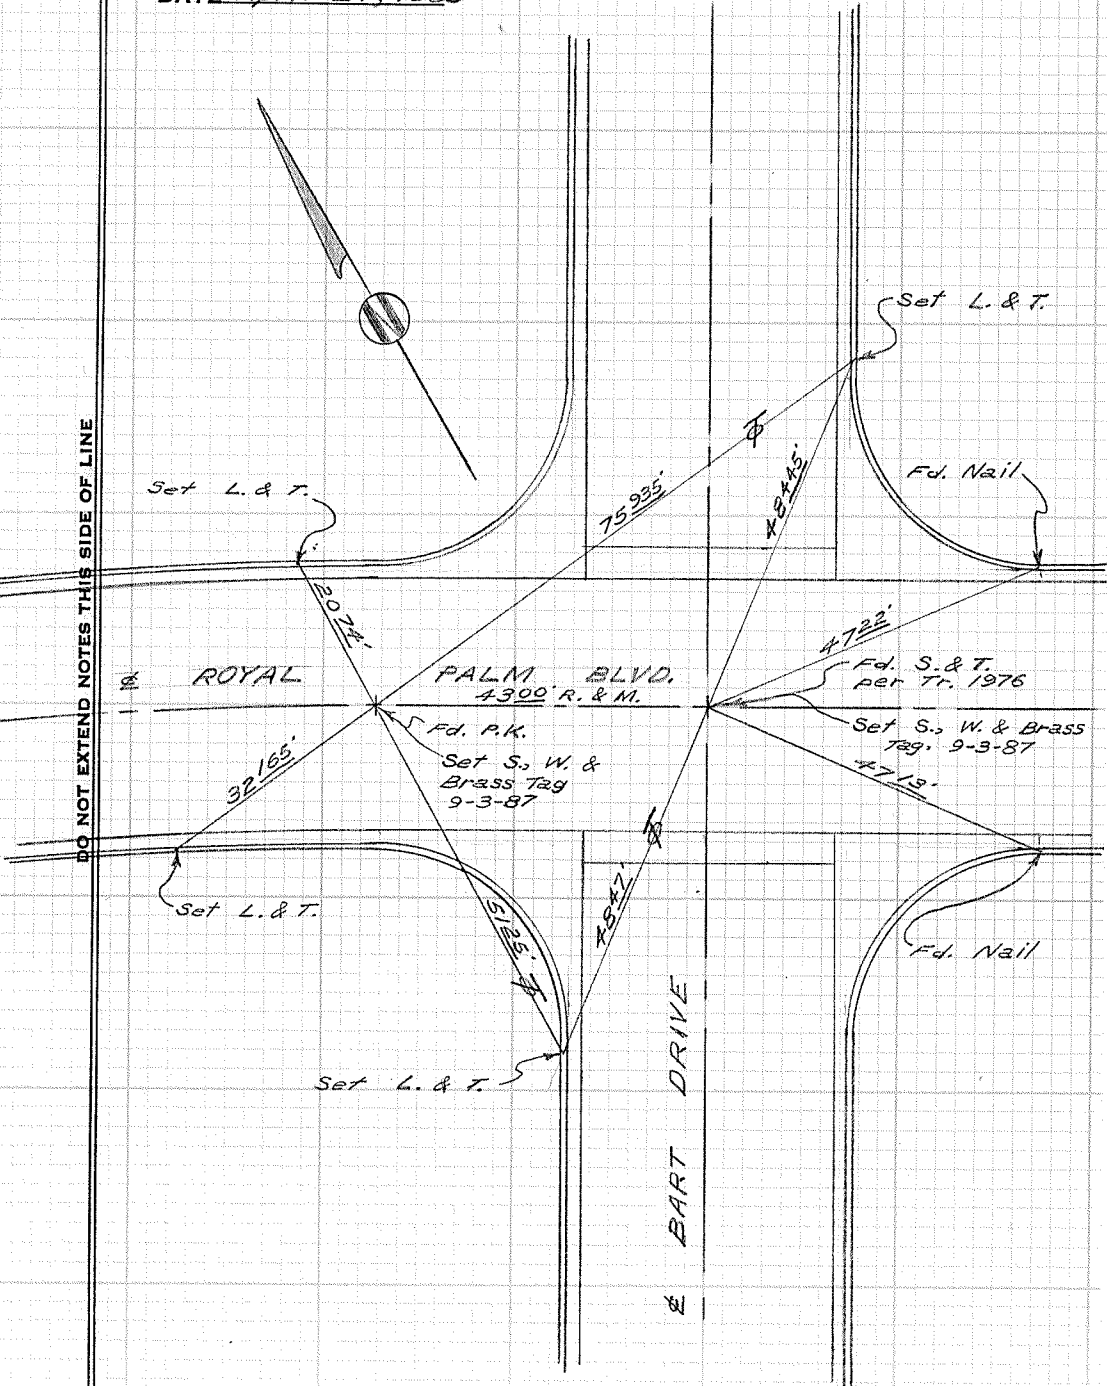 DATE
N
Set L. & T.
Fd. Nail
Set L. & T.
75 935'
48 445'
20 74'
47 22'
℄ ROYAL PALM BLVD.
43 00' R. & M.
Fd. S. & T.
per Tr. 1976
Set S., W. & Brass
Tag. 9-3-87
Fd. P.K.
Set S., W. &
Brass Tag
9-3-87
32 165'
47 13'
DO NOT EXTEND NOTES THIS SIDE OF LINE
Set L. & T.
51 25'
48 47'
Fd. Nail
Set L. & T.
℄ BART DRIVE